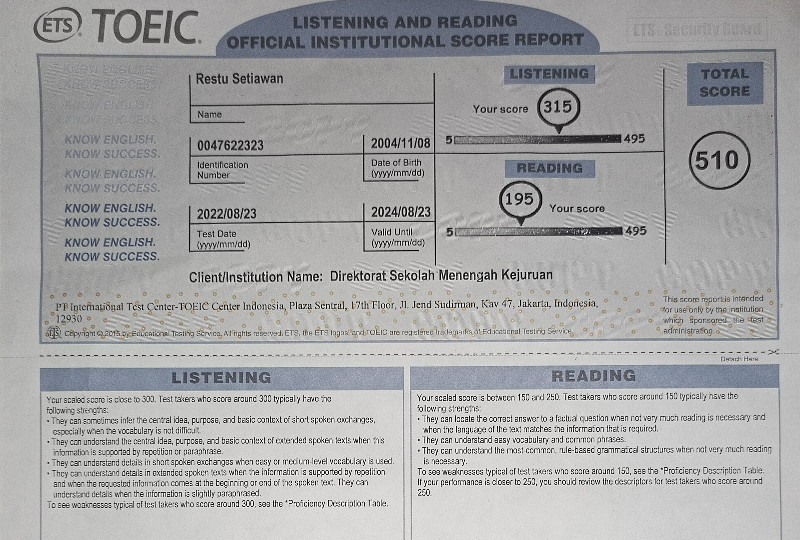 ETS TOEIC.
LISTENING AND READING
OFFICIAL INSTITUTIONAL SCORE REPORT
ETS Security Guard
Restu Setiawan
Name
0047622323
Identification
Number
2004/11/08
Date of Birth
(yyyy/mm/dd)
2022/08/23
Test Date
(yyyy/mm/dd)
2024/08/23
Valid Until
(yyyy/mm/dd)
LISTENING
Your score 315
5 495
READING
195 Your score
5 495
TOTAL
SCORE
510
KNOW ENGLISH.
KNOW SUCCESS.
KNOW ENGLISH.
KNOW SUCCESS.
KNOW ENGLISH.
KNOW SUCCESS.
KNOW ENGLISH.
KNOW SUCCESS.
Client/Institution Name: Direktorat Sekolah Menengah Kejuruan
PT International Test Center-TOEIC Center Indonesia, Plaza Sentral, 17th Floor, Jl. Jend Sudirman, Kav 47, Jakarta, Indonesia,
12930
Copyright © 2015 by Educational Testing Service. All rights reserved. ETS, the ETS logos, and TOEIC are registered trademarks of Educational Testing Service.
This score report is intended
for use only by the institution
which sponsored the test
administration.
Detach Here
LISTENING
Your scaled score is close to 300. Test takers who score around 300 typically have the
following strengths:
• They can sometimes infer the central idea, purpose, and basic context of short spoken exchanges,
especially when the vocabulary is not difficult.
• They can understand the central idea, purpose, and basic context of extended spoken texts when this
information is supported by repetition or paraphrase.
• They can understand details in short spoken exchanges when easy or medium-level vocabulary is used.
• They can understand details in extended spoken texts when the information is supported by repetition
and when the requested information comes at the beginning or end of the spoken text. They can
understand details when the information is slightly paraphrased.
To see weaknesses typical of test takers who score around 300, see the "Proficiency Description Table.
READING
Your scaled score is between 150 and 250. Test takers who score around 150 typically have the
following strengths:
• They can locate the correct answer to a factual question when not very much reading is necessary and
when the language of the text matches the information that is required.
• They can understand easy vocabulary and common phrases.
• They can understand the most common, rule-based grammatical structures when not very much reading
is necessary.
To see weaknesses typical of test takers who score around 150, see the "Proficiency Description Table.
If your performance is closer to 250, you should review the descriptors for test takers who score around
250.